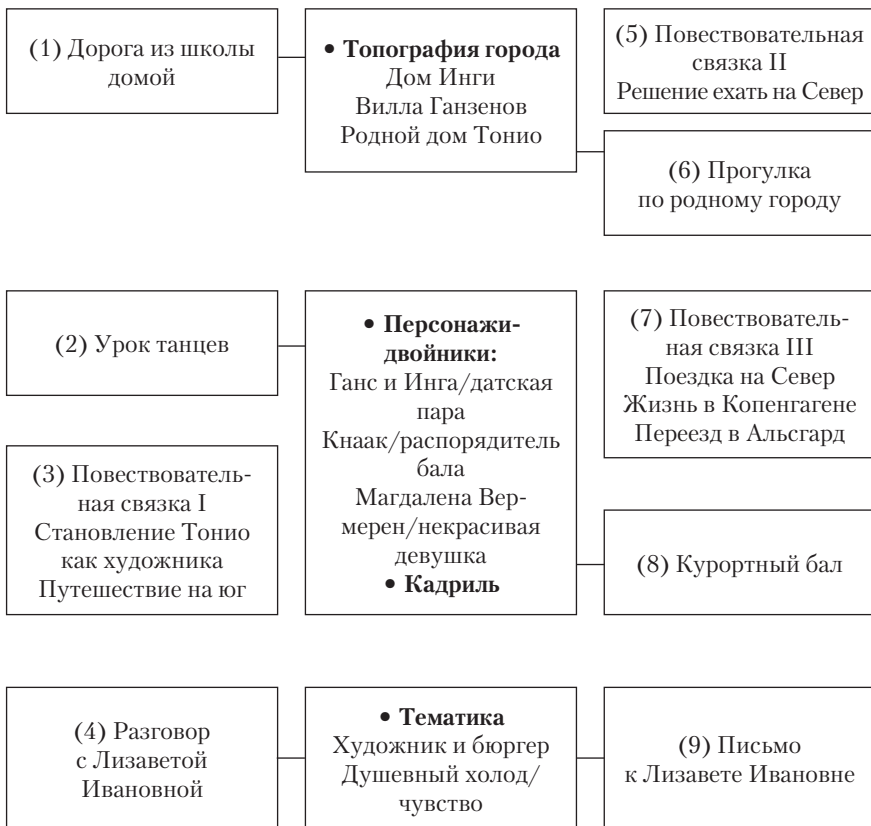 (1) Дорога из школы
домой
• Топография города
Дом Инги
Вилла Ганзенов
Родной дом Тонио
(5) Повествовательная
связка II
Решение ехать на Север
(6) Прогулка
по родному городу
(2) Урок танцев
(3) Повествователь-
ная связка I
Становление Тонио
как художника
Путешествие на юг
• Персонажи-
двойники:
Ганс и Инга/датская
пара
Кнаак/распорядитель
бала
Магдалена Вер-
мерен/некрасивая
девушка
• Кадриль
(7) Повествователь-
ная связка III
Поездка на Север
Жизнь в Копенгагене
Переезд в Альсгард
(8) Курортный бал
(4) Разговор
с Лизаветой
Ивановной
• Тематика
Художник и бюргер
Душевный холод/
чувство
(9) Письмо
к Лизавете Ивановне